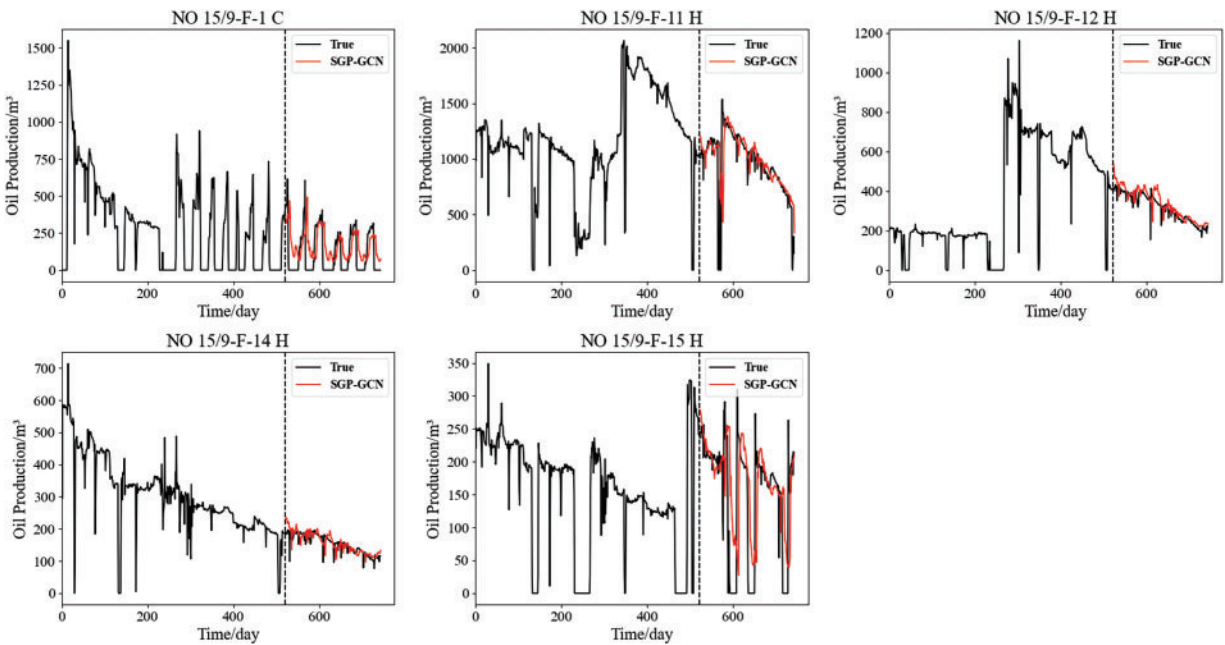 NO 15/9-F-1 C
True
SGP-GCN
Oil Production/m³
1500
1250
1000
750
500
250
0
0 200 400 600
Time/day
NO 15/9-F-11 H
True
SGP-GCN
Oil Production/m³
2000
1500
1000
500
0
0 200 400 600
Time/day
NO 15/9-F-12 H
True
SGP-GCN
Oil Production/m³
1200
1000
800
600
400
200
0
0 200 400 600
Time/day
NO 15/9-F-14 H
True
SGP-GCN
Oil Production/m³
700
600
500
400
300
200
100
0
0 200 400 600
Time/day
NO 15/9-F-15 H
True
SGP-GCN
Oil Production/m³
350
300
250
200
150
100
50
0
0 200 400 600
Time/day